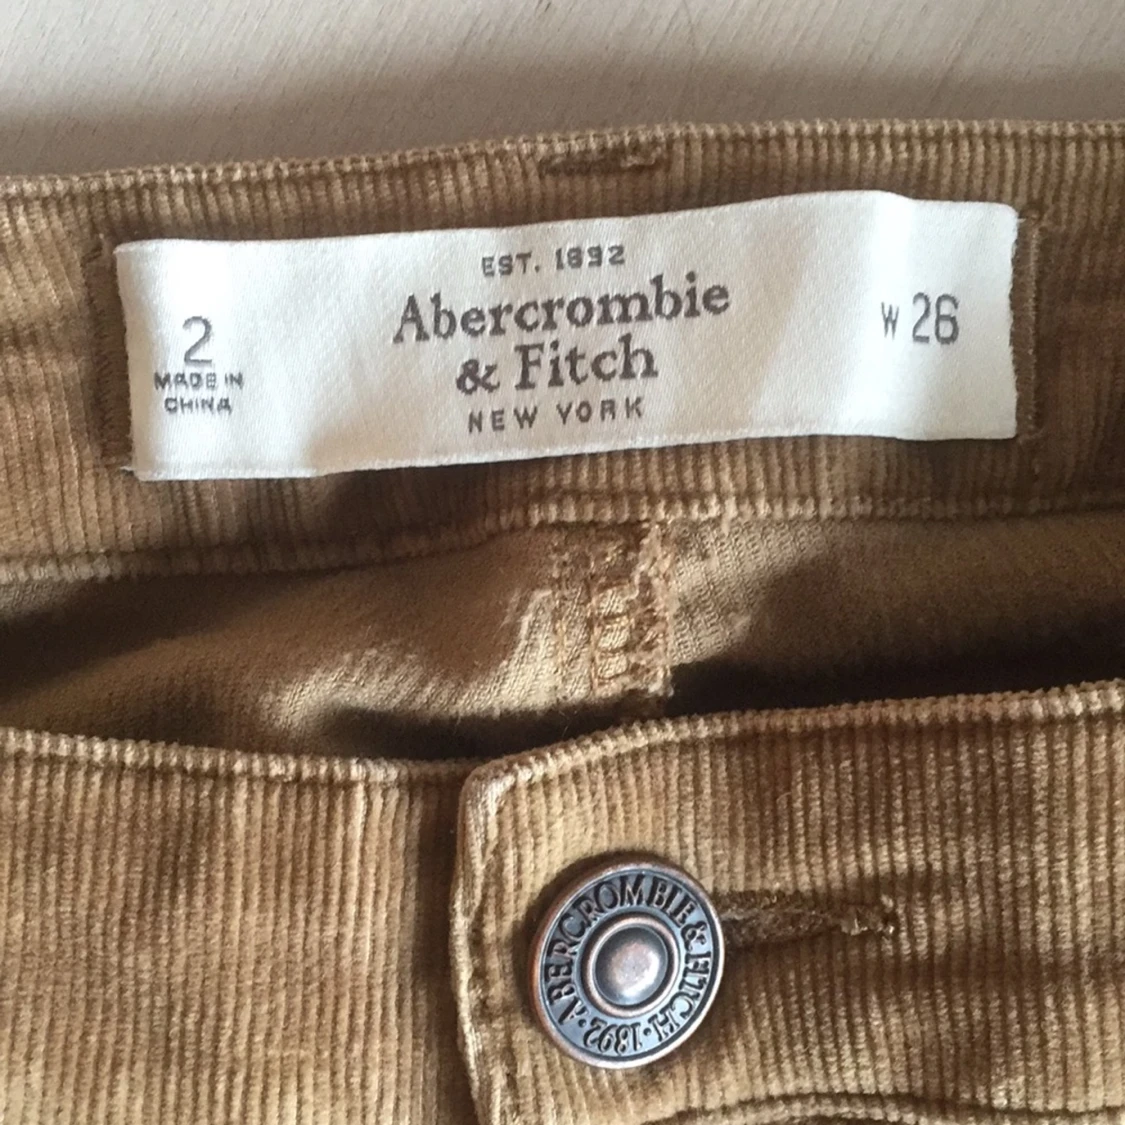 EST. 1892
Abercrombie
& Fitch
NEW YORK
2
MADE IN
CHINA
W 26
ABERCROMBIE & FITCH · 1892 ·